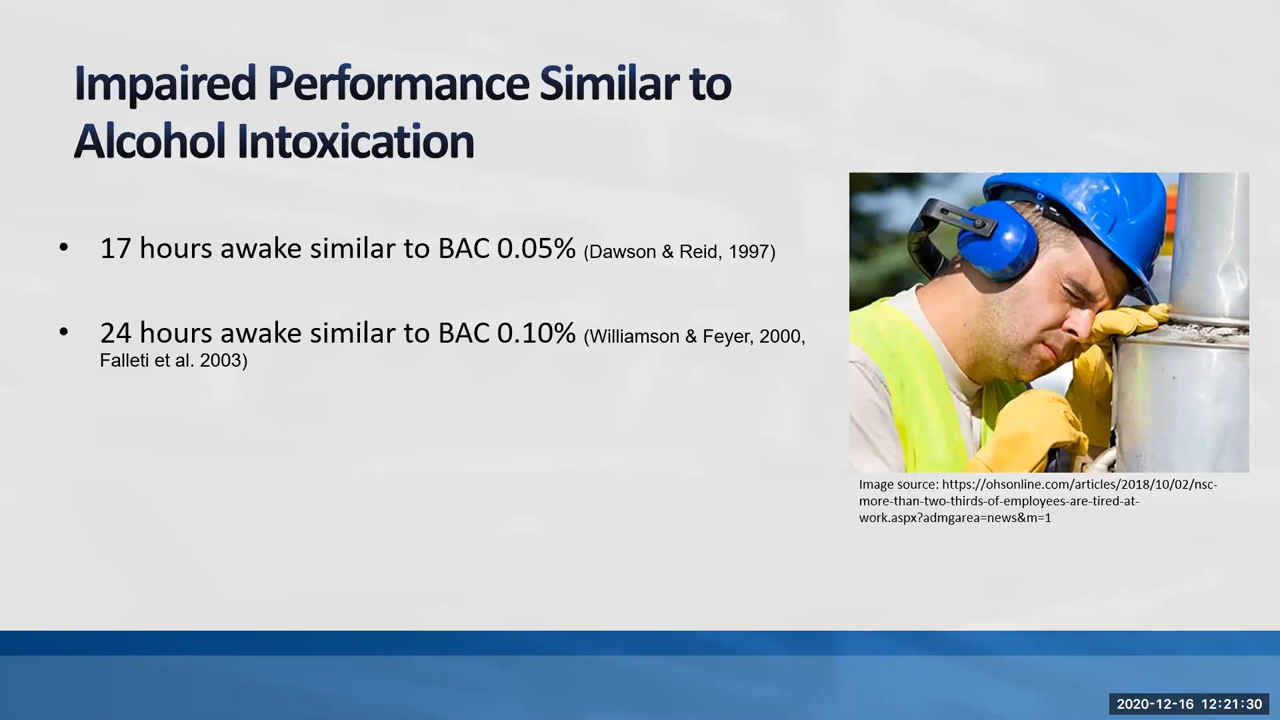 Impaired Performance Similar to
Alcohol Intoxication
• 17 hours awake similar to BAC 0.05% (Dawson & Reid, 1997)
• 24 hours awake similar to BAC 0.10% (Williamson & Feyer, 2000,
Falleti et al. 2003)
Image source: https://ohsonline.com/articles/2018/10/02/nsc-
more-than-two-thirds-of-employees-are-tired-at-
work.aspx?admgarea=news&m=1
2020-12-16 12:21:30